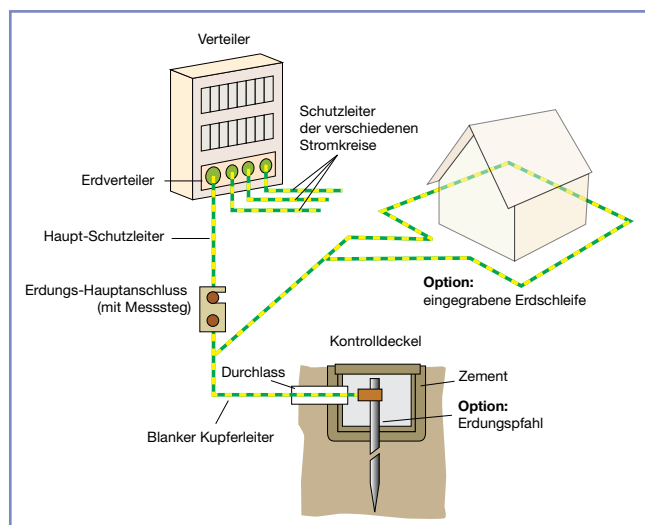 Verteiler
Schutzleiter
der verschiedenen
Stromkreise
Erdverteiler
Haupt-Schutzleiter
Erdungs-Hauptanschluss
(mit Messsteg)
Option:
eingegrabene Erdschleife
Kontrolldeckel
Durchlass
Zement
Option:
Erdungspfahl
Blanker Kupferleiter